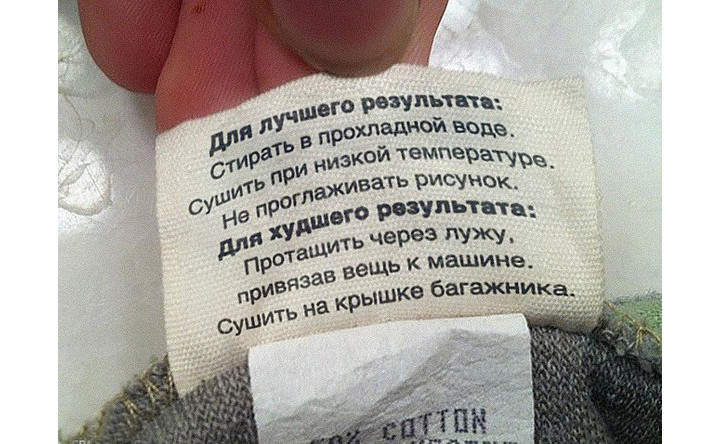 Для лучшего результата:
Стирать в прохладной воде.
Сушить при низкой температуре.
Не проглаживать рисунок.
Для худшего результата:
Протащить через лужу,
привязав вещь к машине.
Сушить на крышке багажника.
COTTON